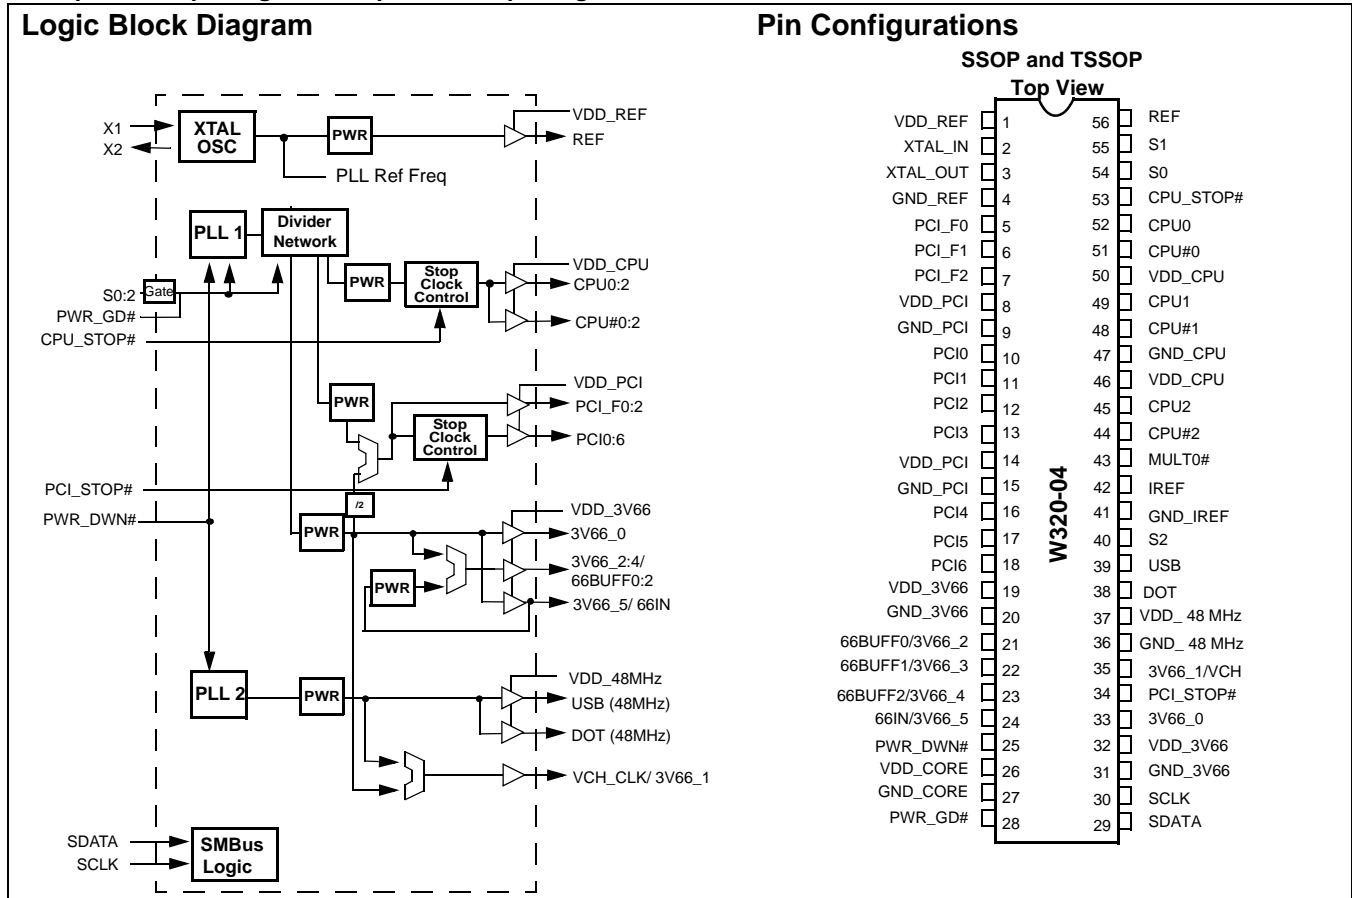 Logic Block Diagram
X1
X2
XTAL
OSC
PWR
VDD_REF
REF
PLL Ref Freq
PLL 1
Divider
Network
S0:2
Gate
PWR_GD#
CPU_STOP#
PWR
Stop
Clock
Control
VDD_CPU
CPU0:2
CPU#0:2
PWR
Stop
Clock
Control
VDD_PCI
PCI_F0:2
PCI0:6
PCI_STOP#
PWR_DWN#
/2
PWR
PWR
VDD_3V66
3V66_0
3V66_2:4/
66BUFF0:2
3V66_5/ 66IN
PLL 2
PWR
VDD_48MHz
USB (48MHz)
DOT (48MHz)
VCH_CLK/ 3V66_1
SDATA
SCLK
SMBus
Logic
Pin Configurations
SSOP and TSSOP
Top View
W320-04
VDD_REF 1 56 REF
XTAL_IN 2 55 S1
XTAL_OUT 3 54 S0
GND_REF 4 53 CPU_STOP#
PCI_F0 5 52 CPU0
PCI_F1 6 51 CPU#0
PCI_F2 7 50 VDD_CPU
VDD_PCI 8 49 CPU1
GND_PCI 9 48 CPU#1
PCI0 10 47 GND_CPU
PCI1 11 46 VDD_CPU
PCI2 12 45 CPU2
PCI3 13 44 CPU#2
VDD_PCI 14 43 MULT0#
GND_PCI 15 42 IREF
PCI4 16 41 GND_IREF
PCI5 17 40 S2
PCI6 18 39 USB
VDD_3V66 19 38 DOT
GND_3V66 20 37 VDD_ 48 MHz
66BUFF0/3V66_2 21 36 GND_ 48 MHz
66BUFF1/3V66_3 22 35 3V66_1/VCH
66BUFF2/3V66_4 23 34 PCI_STOP#
66IN/3V66_5 24 33 3V66_0
PWR_DWN# 25 32 VDD_3V66
VDD_CORE 26 31 GND_3V66
GND_CORE 27 30 SCLK
PWR_GD# 28 29 SDATA